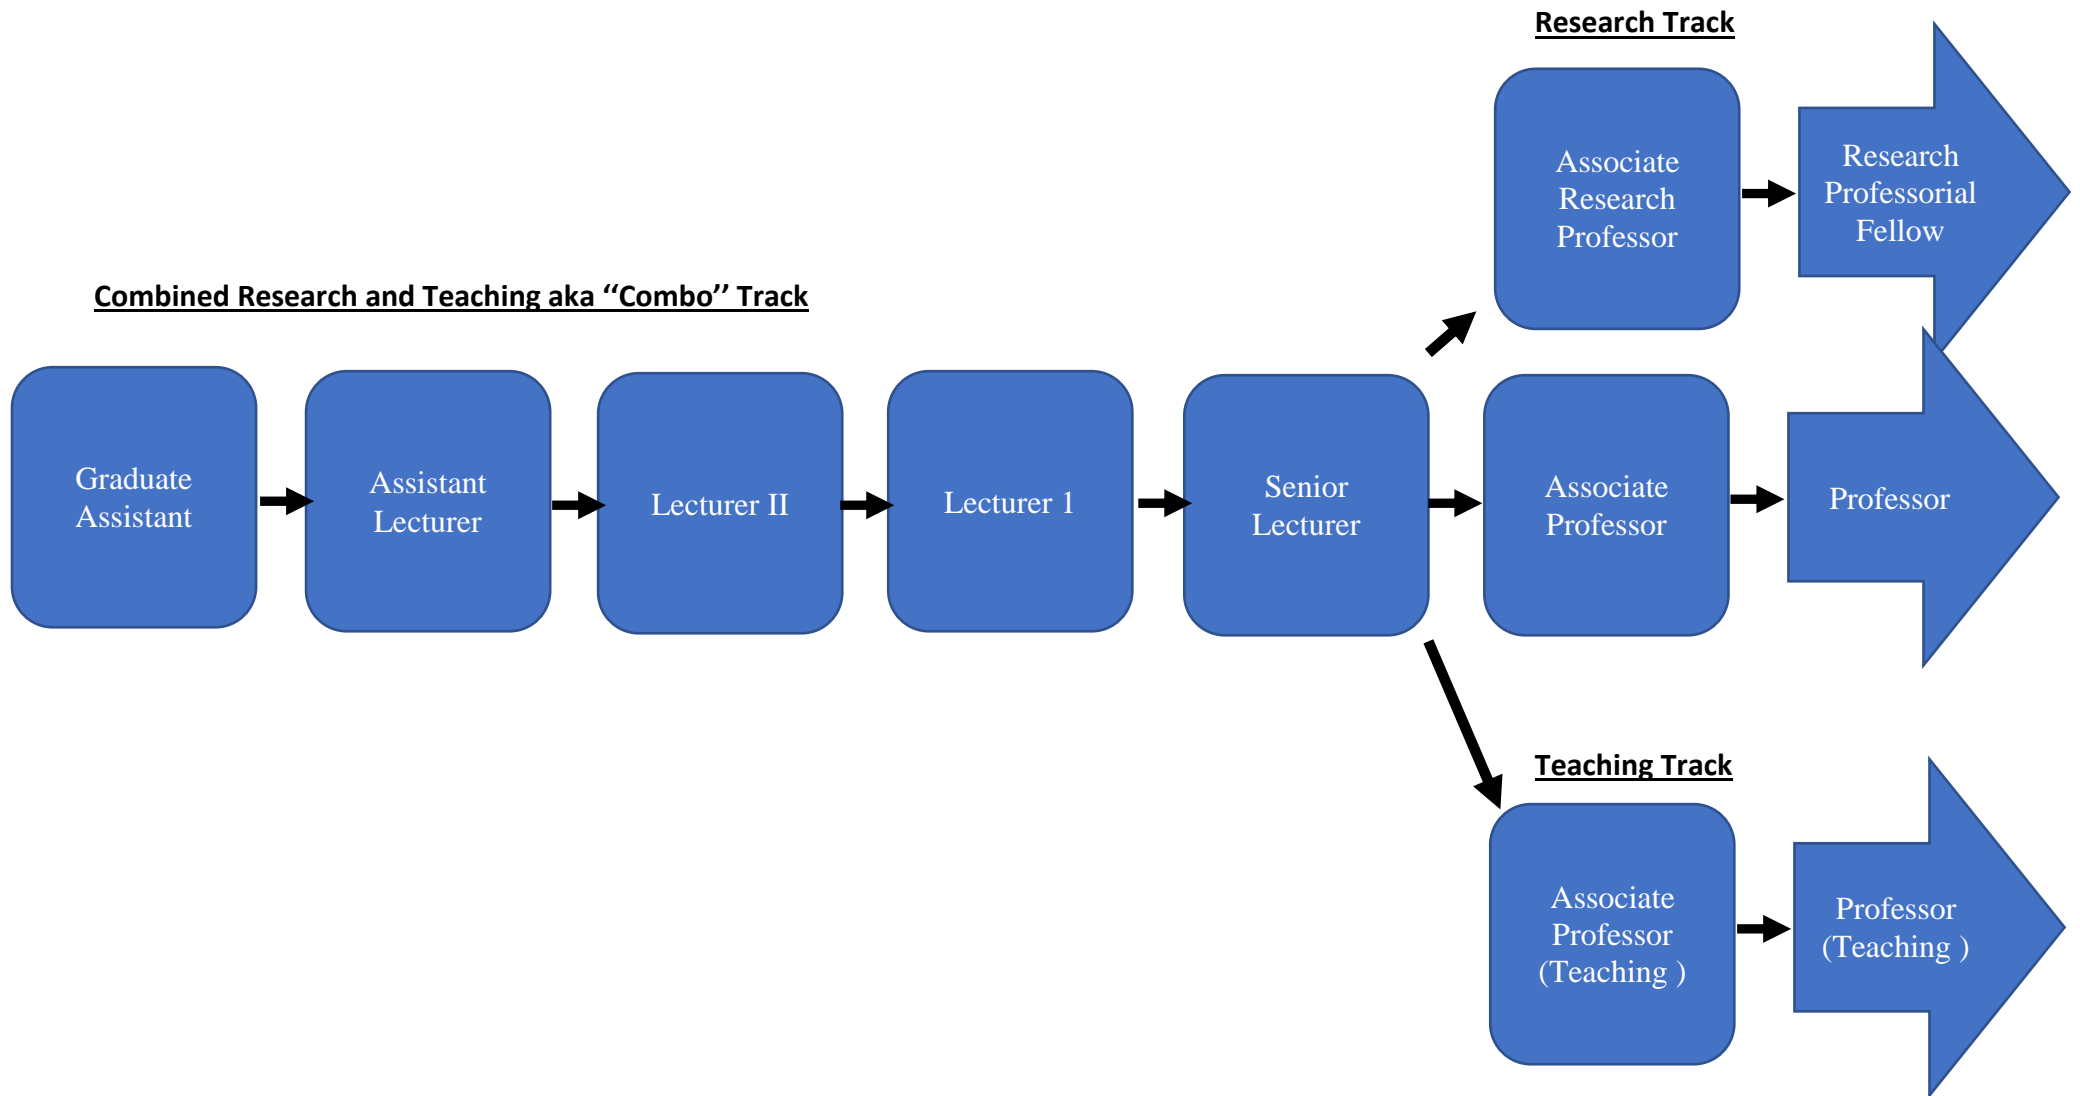 Research Track
Associate
Research
Professor
Research
Professorial
Fellow
Combined Research and Teaching aka ‘‘Combo’’ Track
Graduate
Assistant
Assistant
Lecturer
Lecturer II
Lecturer 1
Senior
Lecturer
Associate
Professor
Professor
Teaching Track
Associate
Professor
(Teaching )
Professor
(Teaching )